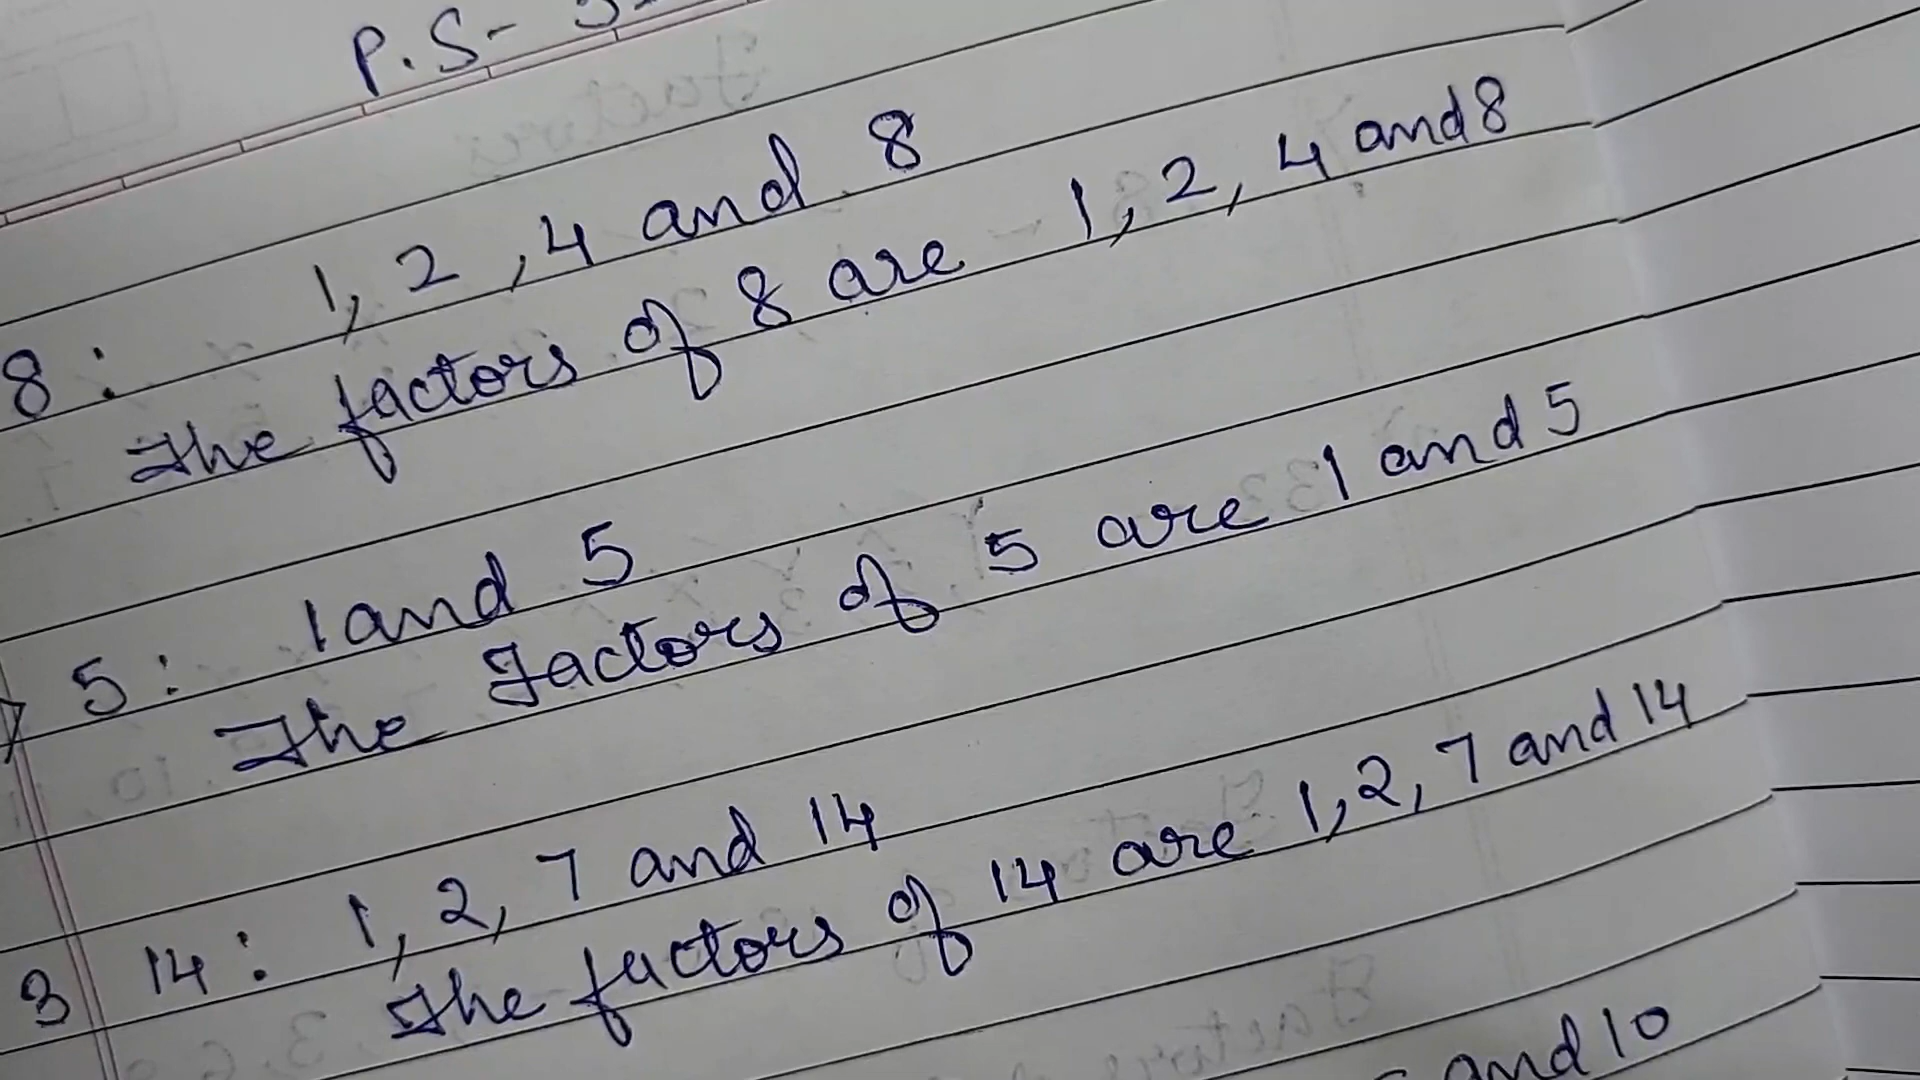 P.S-
8: 1, 2, 4 and 8
The factors of 8 are - 1, 2, 4 and 8
5: 1 and 5
The Factors of 5 are 1 and 5
3 14: 1, 2, 7 and 14
The factors of 14 are 1, 2, 7 and 14
and 10